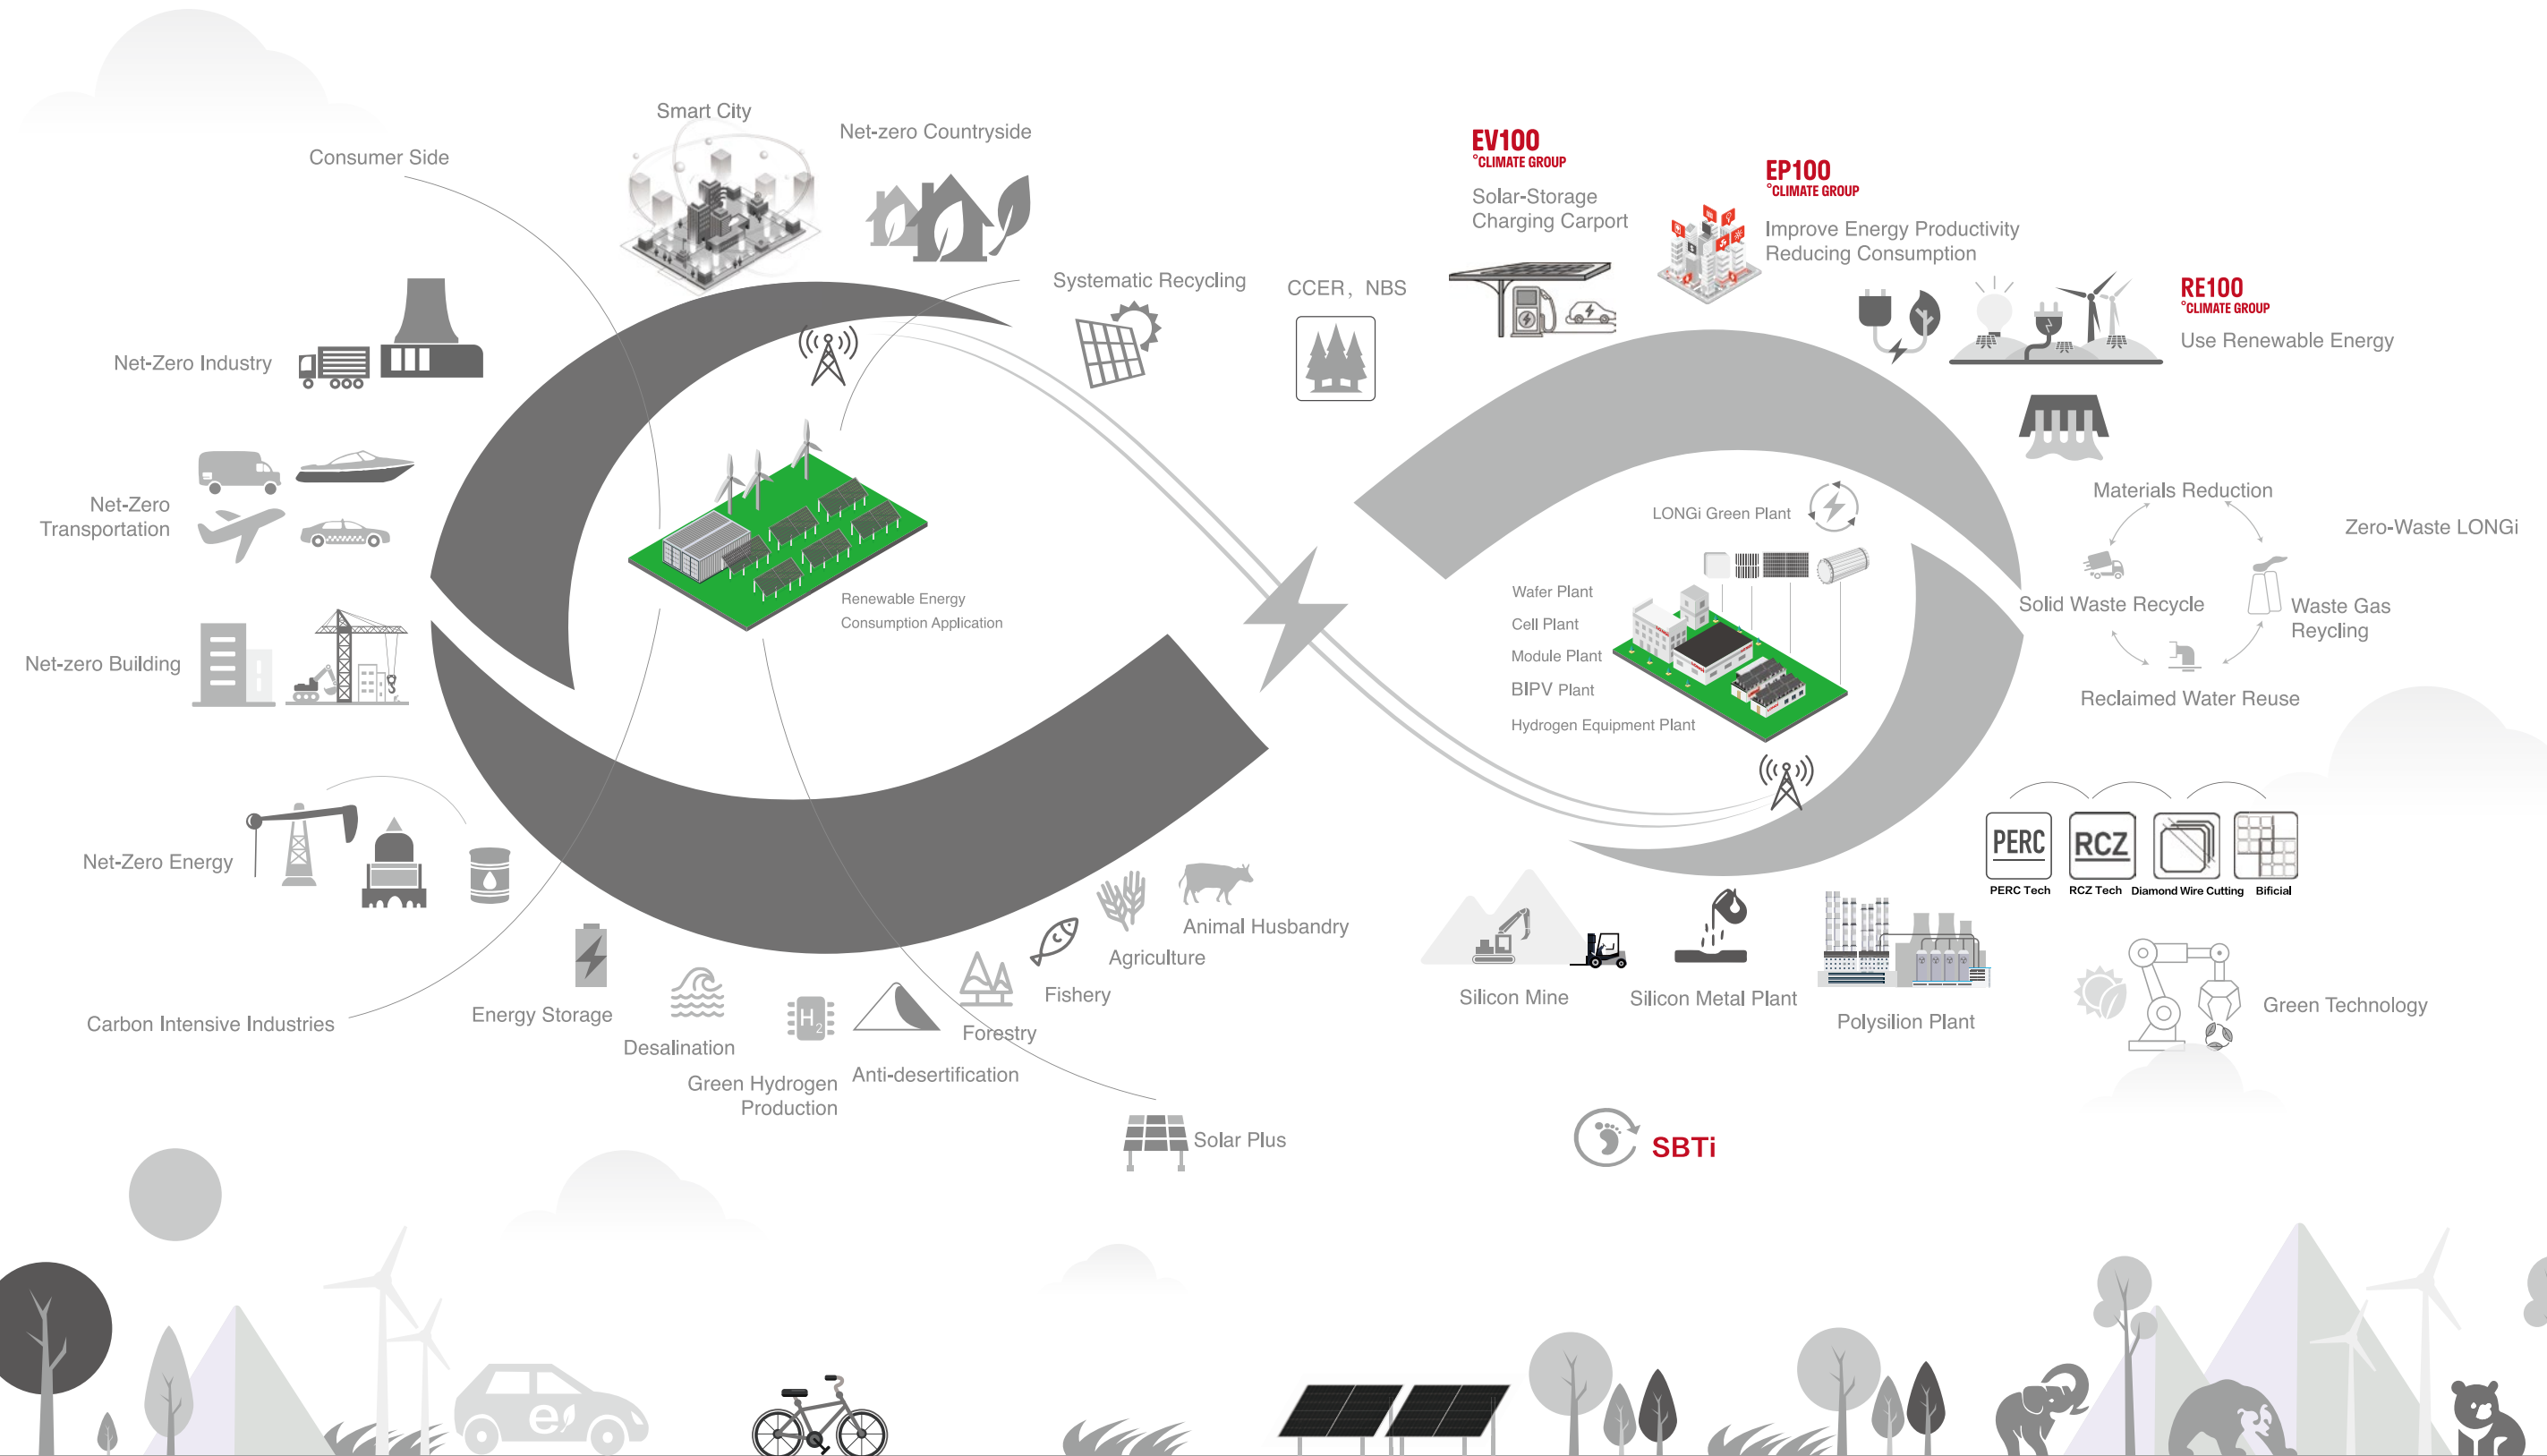 Smart City
Net-zero Countryside
Consumer Side
Systematic Recycling
CCER, NBS
Net-Zero Industry
Net-Zero
Transportation
Net-zero Building
Net-Zero Energy
Carbon Intensive Industries
Renewable Energy
Consumption Application
Energy Storage
Desalination
H2
Green Hydrogen
Production
Anti-desertification
Forestry
Fishery
Agriculture
Animal Husbandry
Solar Plus
EV100
°CLIMATE GROUP
Solar-Storage
Charging Carport
EP100
°CLIMATE GROUP
Improve Energy Productivity
Reducing Consumption
RE100
°CLIMATE GROUP
Use Renewable Energy
LONGi Green Plant
Wafer Plant
Cell Plant
Module Plant
BIPV Plant
Hydrogen Equipment Plant
Materials Reduction
Zero-Waste LONGi
Solid Waste Recycle
Waste Gas
Reycling
Reclaimed Water Reuse
PERC
RCZ
PERC Tech
RCZ Tech
Diamond Wire Cutting
Bificial
Silicon Mine
Silicon Metal Plant
Polysilion Plant
Green Technology
SBTi
e